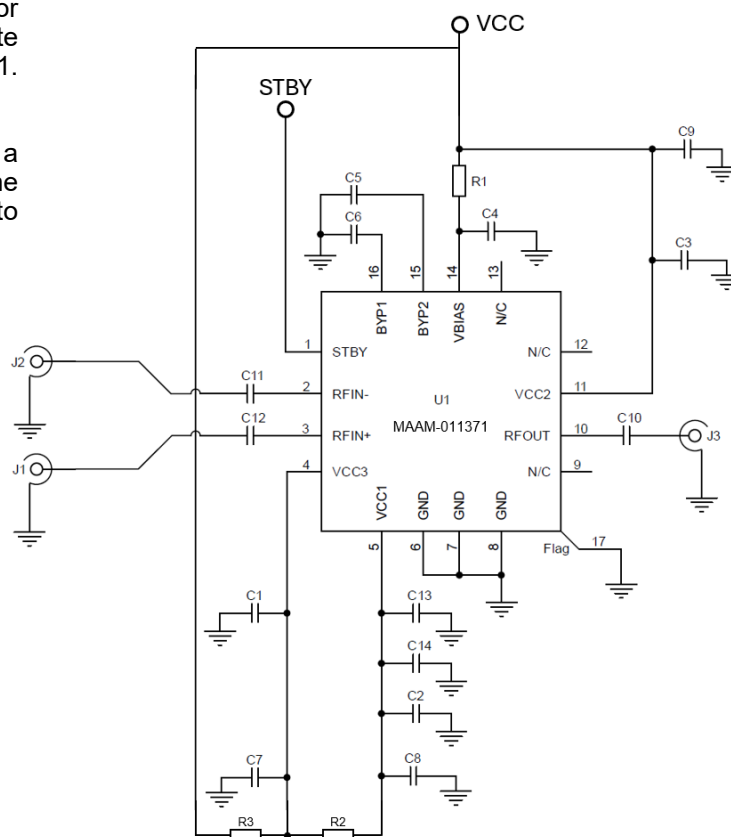 or
te
1.
a
ne
to
VCC
STBY
C9
R1
C5
C6
C4
C3
16
15
14
13
BYP1
BYP2
VBIAS
N/C
1
STBY
N/C
12
J2
C11
2
RFIN-
U1
VCC2
11
C12
3
RFIN+
MAAM-011371
RFOUT
10
C10
J3
J1
4
VCC3
N/C
9
VCC1
GND
GND
GND
5
6
7
8
Flag
17
C1
C13
C14
C2
C7
C8
R3
R2